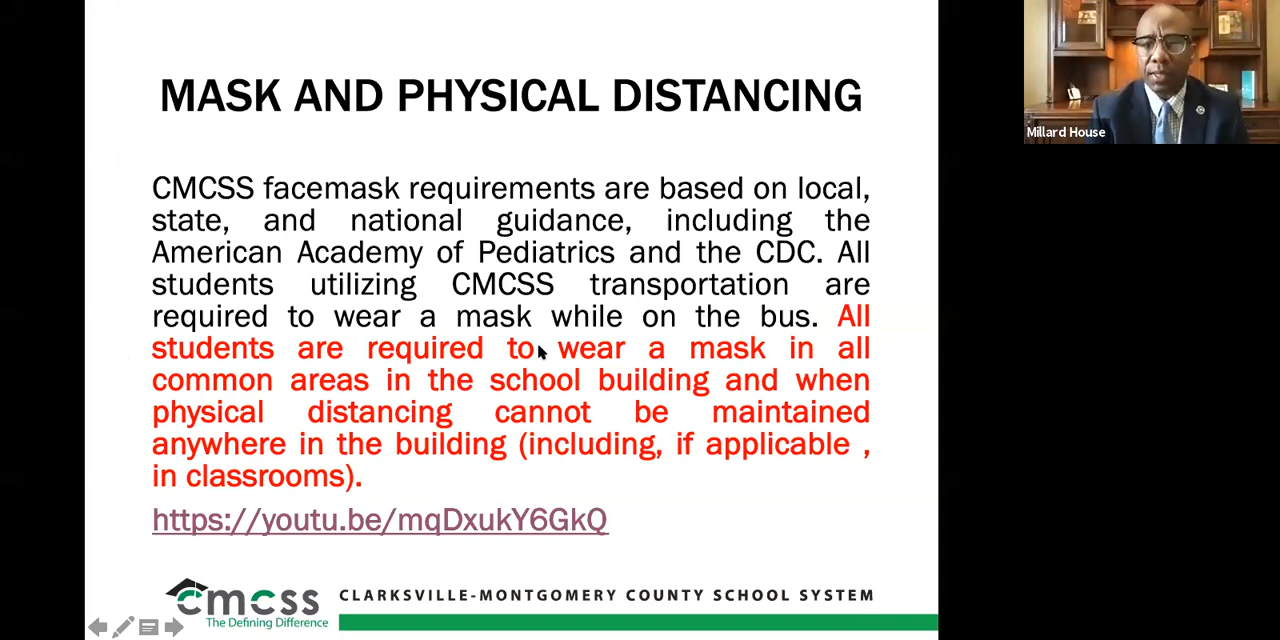 MASK AND PHYSICAL DISTANCING
Millard House
CMCSS facemask requirements are based on local,
state, and national guidance, including the
American Academy of Pediatrics and the CDC. All
students utilizing CMCSS transportation are
required to wear a mask while on the bus. All
students are required to wear a mask in all
common areas in the school building and when
physical distancing cannot be maintained
anywhere in the building (including, if applicable ,
in classrooms).
https://youtu.be/mqDxukY6GkQ
cmcss
The Defining Difference
CLARKSVILLE-MONTGOMERY COUNTY SCHOOL SYSTEM